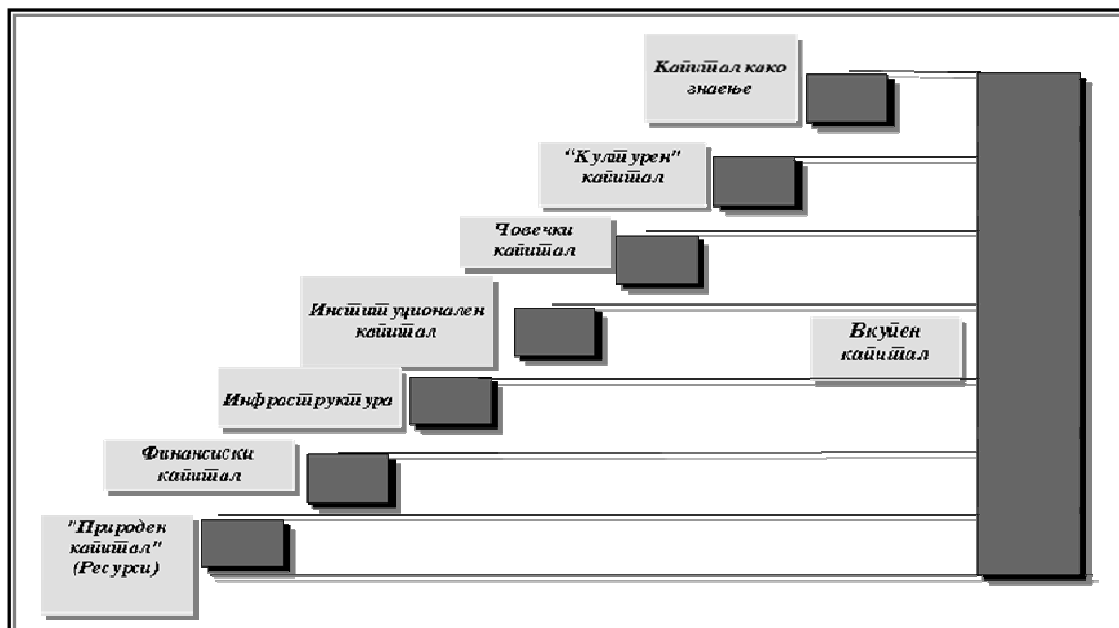 Капитал како
знаење
“Културен"
капитал
Човечки
капитал
Институционален
капитал
Вкупен
капитал
Инфраструктура
Финансиски
капитал
"Природен
капитал"
(Ресурси)